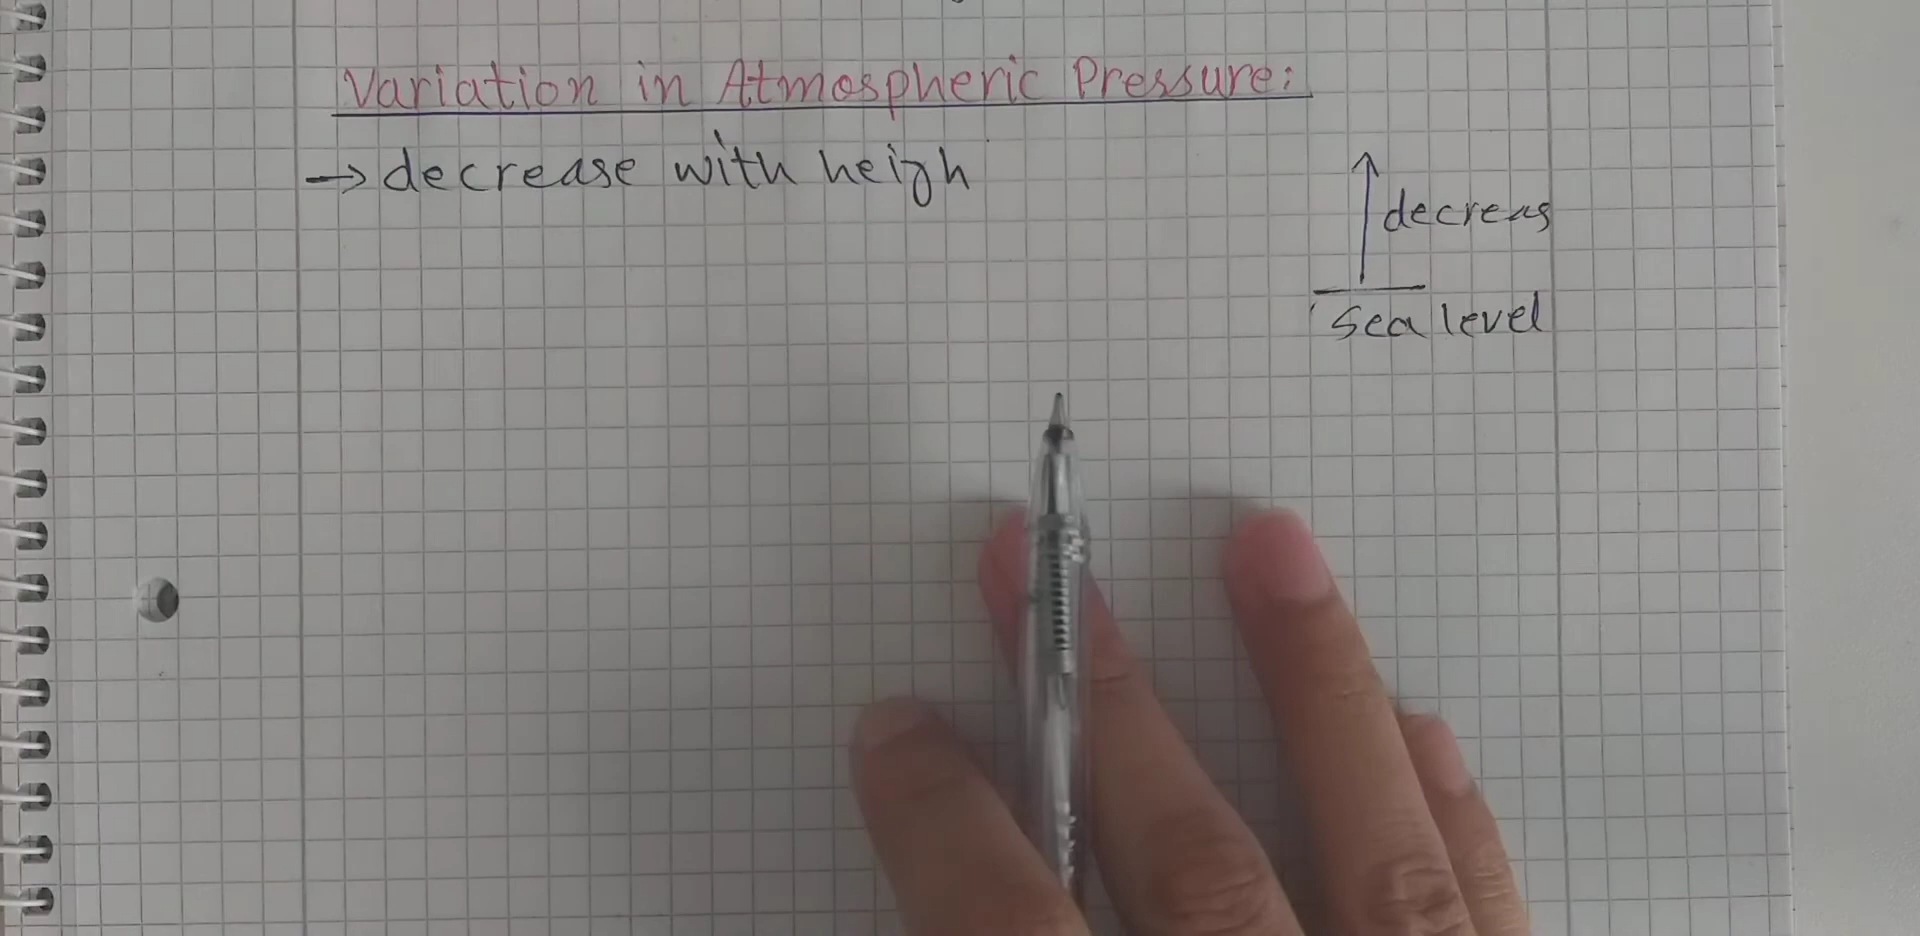 Variation in Atmospheric Pressure:
→ decrease with heigh
decreas
sea level